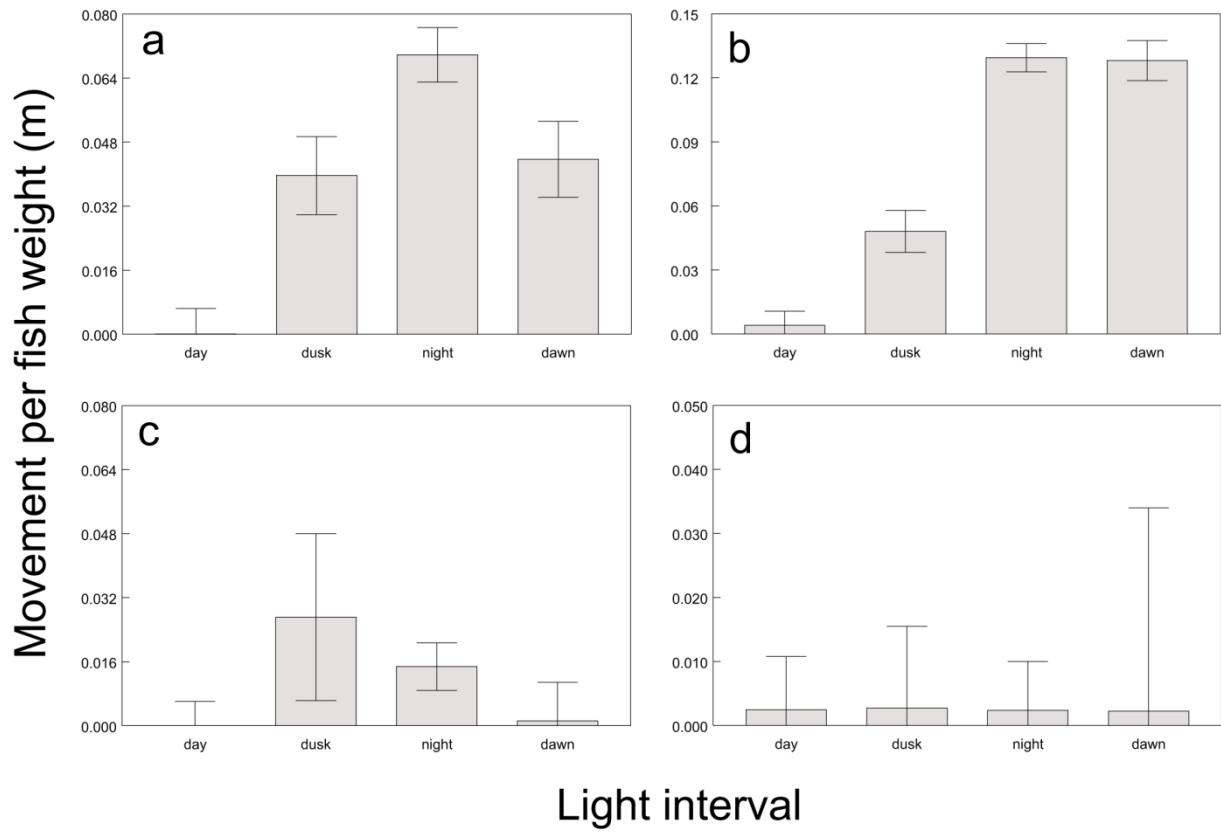 Movement per fish weight (m)
a
0.080
0.064
0.048
0.032
0.016
0.000
day dusk night dawn
b
0.15
0.12
0.09
0.06
0.03
0.00
day dusk night dawn
c
0.080
0.064
0.048
0.032
0.016
0.000
day dusk night dawn
d
0.050
0.040
0.030
0.020
0.010
0.000
day dusk night dawn
Light interval